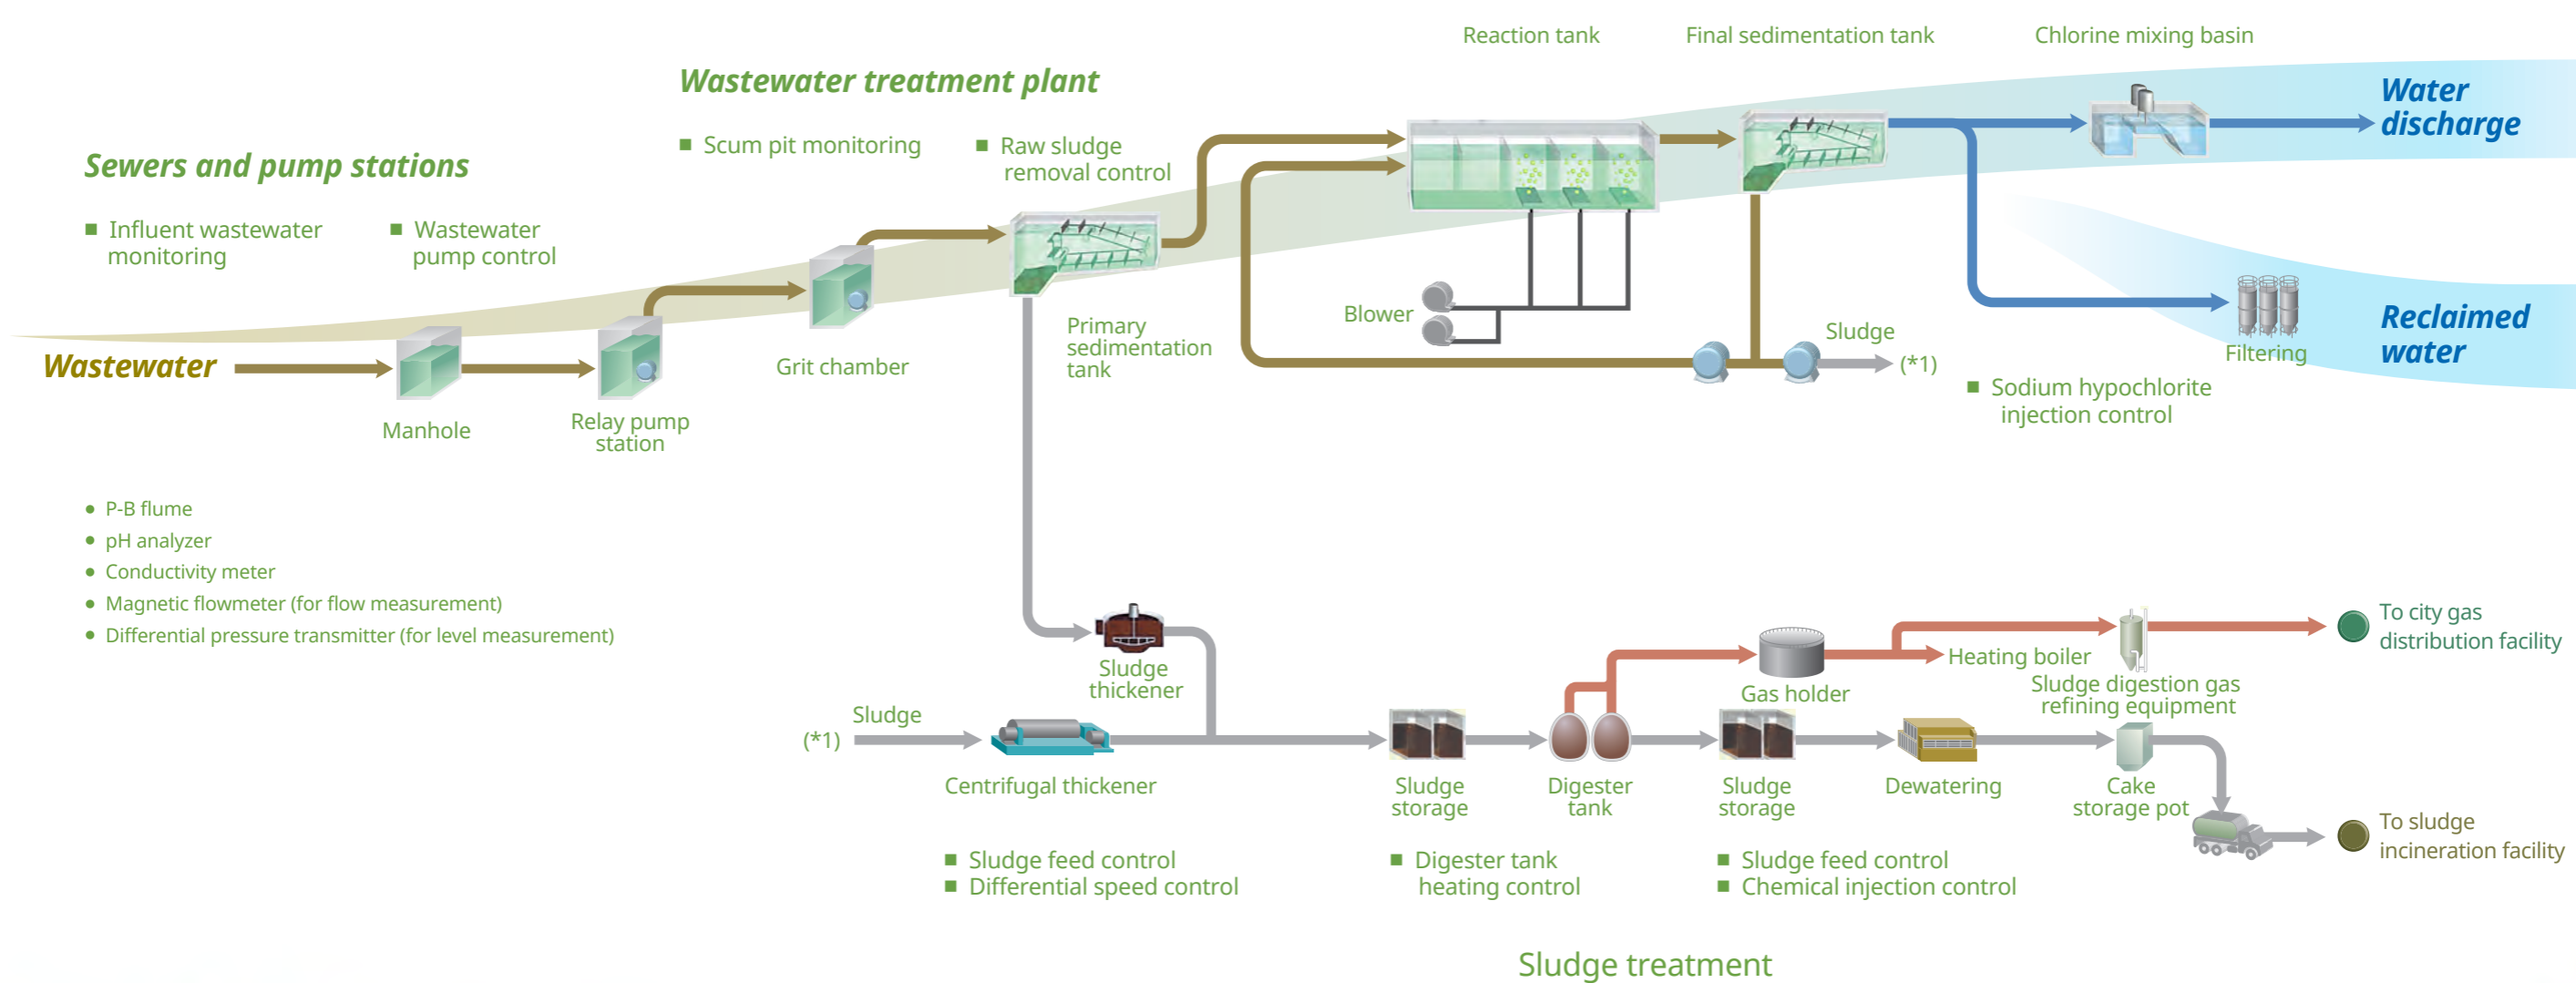 Reaction tank
Final sedimentation tank
Chlorine mixing basin
Wastewater treatment plant
■ Scum pit monitoring
■ Raw sludge
removal control
Water
discharge
Sewers and pump stations
■ Influent wastewater
monitoring
■ Wastewater
pump control
Wastewater
Manhole
Relay pump
station
Grit chamber
Primary
sedimentation
tank
Blower
Sludge
(*1)
Filtering
Reclaimed
water
■ Sodium hypochlorite
injection control
• P-B flume
• pH analyzer
• Conductivity meter
• Magnetic flowmeter (for flow measurement)
• Differential pressure transmitter (for level measurement)
Sludge
thickener
Sludge
(*1)
Centrifugal thickener
Gas holder
Heating boiler
Sludge digestion gas
refining equipment
To city gas
distribution facility
Sludge
storage
Digester
tank
Sludge
storage
Dewatering
Cake
storage pot
To sludge
incineration facility
■ Sludge feed control
■ Differential speed control
■ Digester tank
heating control
■ Sludge feed control
■ Chemical injection control
Sludge treatment